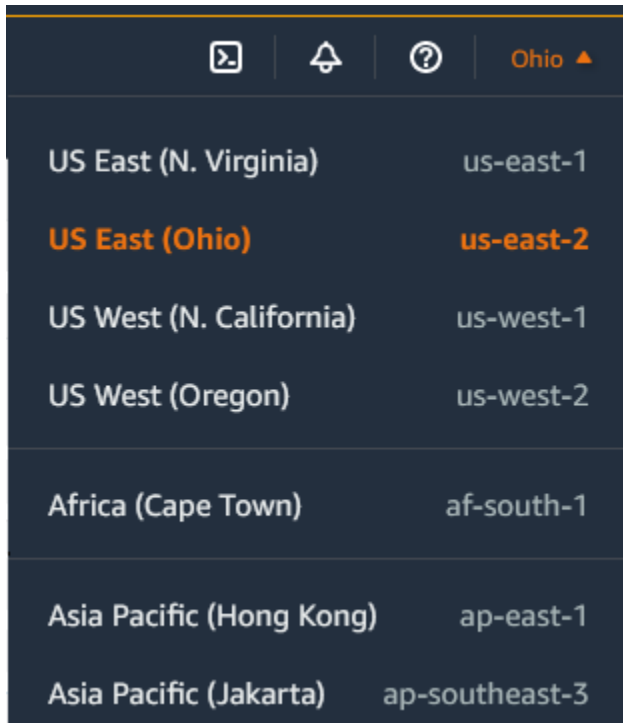 Ohio
US East (N. Virginia) us-east-1
US East (Ohio) us-east-2
US West (N. California) us-west-1
US West (Oregon) us-west-2
Africa (Cape Town) af-south-1
Asia Pacific (Hong Kong) ap-east-1
Asia Pacific (Jakarta) ap-southeast-3